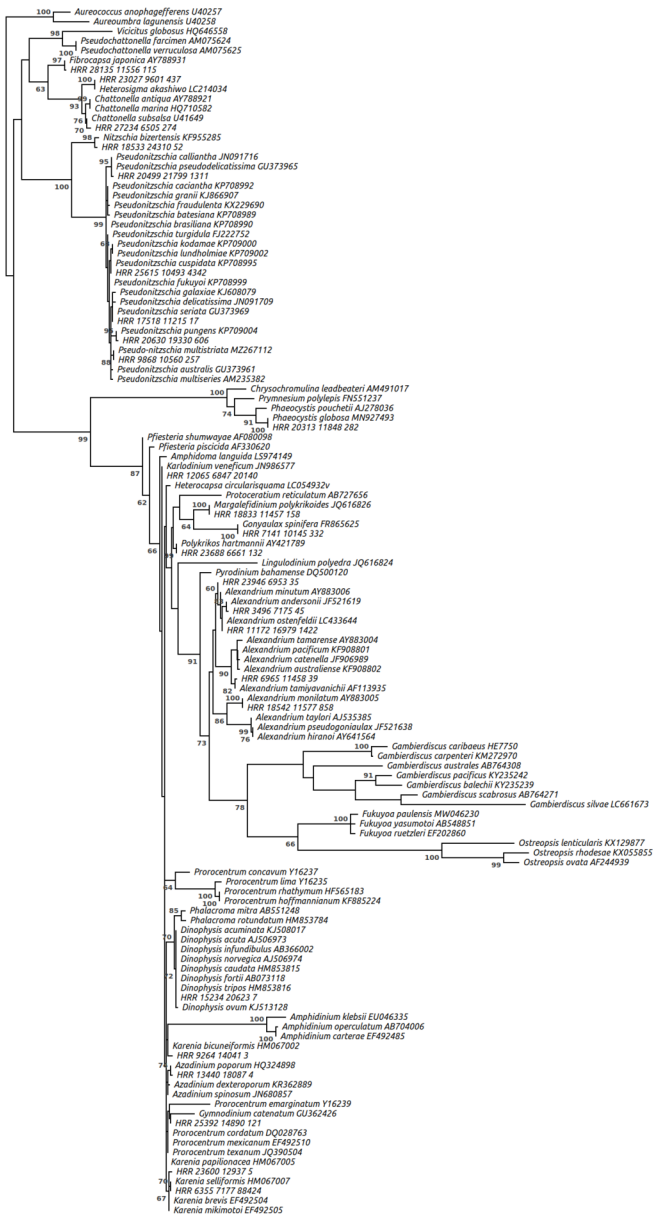 Aureococcus anophagefferens U40257
100
Aureoumbra lagunensis U40258
Vicicitus globosus HQ646558
98
Pseudochattonella farcimen AM075624
Pseudochattonella verruculosa AM075625
100
Fibrocapsa japonica AY788931
97
HRR 28135 11556 115
HRR 23027 9601 437
100
63
Heterosigma akashiwo LC214034
Chattonella antiqua AY788921
93
Chattonella marina HQ710582
Chattonella subsalsa U41649
76
HRR 27234 6505 274
70
Nitzschia bizertensis KF955285
98
HRR 18533 24310 52
Pseudonitzschia calliantha JN091716
95
Pseudonitzschia pseudodelicatissima GU373965
HRR 20499 21799 1311
100
Pseudonitzschia caciantha KP708992
Pseudonitzschia granii KJ866907
Pseudonitzschia fraudulenta KX229690
Pseudonitzschia batesiana KP708989
99
Pseudonitzschia brasiliana KP708990
Pseudonitzschia turgidula FJ222752
Pseudonitzschia kodamae KP709000
Pseudonitzschia lundholmiae KP709002
Pseudonitzschia cuspidata KP708995
HRR 25615 10493 4342
Pseudonitzschia fukuyoi KP708999
Pseudonitzschia galaxiae KJ608079
Pseudonitzschia delicatissima JN091709
Pseudonitzschia seriata GU373969
HRR 17518 11215 17
Pseudonitzschia pungens KP709004
HRR 20630 19330 606
Pseudo-nitzschia multistriata MZ267112
HRR 9868 10560 257
88
Pseudonitzschia australis GU373961
Pseudonitzschia multiseries AM235382
Chrysochromulina leadbeateri AM491017
100
Prymnesium polylepis FN551237
Phaeocystis pouchetii AJ278036
74
Phaeocystis globosa MN927493
91
HRR 20313 11848 282
100
99
Pfiesteria shumwayae AF080098
Pfiesteria piscicida AF330620
Amphidoma languida LS974149
Karlodinium veneficum JN986577
87
HRR 12065 6847 20140
Heterocapsa circularisquama LC054932v
Protoceratium reticulatum AB727656
62
Margalefidinium polykrikoides JQ616826
100
HRR 18833 11457 158
Gonyaulax spinifera FR865625
64
HRR 7141 10145 332
100
Polykrikos hartmannii AY421789
66
HRR 23688 6661 132
Lingulodinium polyedra JQ616824
Pyrodinium bahamense DQ500120
HRR 23946 6953 35
60
Alexandrium minutum AY883006
Alexandrium andersonii JF521619
HRR 3496 7175 45
Alexandrium ostenfeldii LC433644
HRR 11172 16979 1422
Alexandrium tamarense AY883004
Alexandrium pacificum KF908801
91
Alexandrium catenella JF906989
90
Alexandrium australiense KF908802
HRR 6965 11458 39
82
Alexandrium tamiyavanichii AF113935
Alexandrium monilatum AY883005
100
HRR 18542 11577 858
86
Alexandrium taylori AJ535385
Alexandrium pseudogoniaulax JF521638
99
Alexandrium hiranoi AY641564
76
73
Gambierdiscus caribaeus HE7750
100
Gambierdiscus carpenteri KM272970
Gambierdiscus australes AB764308
Gambierdiscus pacificus KY235242
91
Gambierdiscus balechii KY235239
Gambierdiscus scabrosus AB764271
Gambierdiscus silvae LC661673
78
Fukuyoa paulensis MW046230
100
Fukuyoa yasumotoi AB548851
Fukuyoa ruetzleri EF202860
66
Ostreopsis lenticularis KX129877
Ostreopsis rhodesae KX055855
100
Ostreopsis ovata AF244939
99
Prorocentrum concavum Y16237
Prorocentrum lima Y16235
Prorocentrum rhathymum HF565183
100
Prorocentrum hoffmannianum KF885224
100
Phalacroma mitra AB551248
85
Phalacroma rotundatum HM853784
Dinophysis acuminata KJ508017
Dinophysis acuta AJ506973
70
Dinophysis infundibulus AB366002
Dinophysis norvegica AJ506974
Dinophysis caudata HM853815
72
Dinophysis fortii AB073118
Dinophysis tripos HM853816
HRR 15234 20623 7
Dinophysis ovum KJ513128
Amphidinium klebsii EU046335
100
Amphidinium operculatum AB704006
Amphidinium carterae EF492485
100
Karenia bicuneiformis HM067002
HRR 9264 14041 3
Azadinium poporum HQ324898
HRR 13440 18087 4
Azadinium dexteroporum KR362889
Azadinium spinosum JN680857
Prorocentrum emarginatum Y16239
Gymnodinium catenatum GU362426
HRR 25392 14890 121
Prorocentrum cordatum DQ028763
Prorocentrum mexicanum EF492510
Prorocentrum texanum JQ390504
Karenia papilionacea HM067005
HRR 23600 12937 5
70
Karenia selliformis HM067007
HRR 6355 7177 88424
67
Karenia brevis EF492504
Karenia mikimotoi EF492505